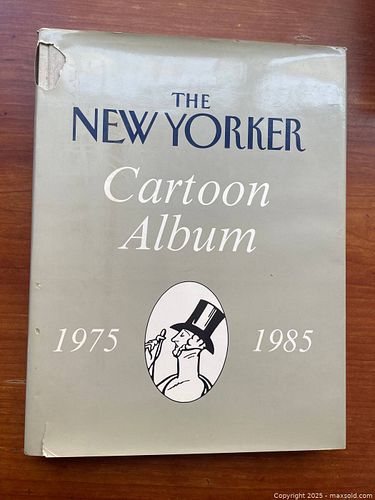 THE
NEW YORKER
Cartoon
Album
1975 1985
Copyright 2025 - maxsold.com